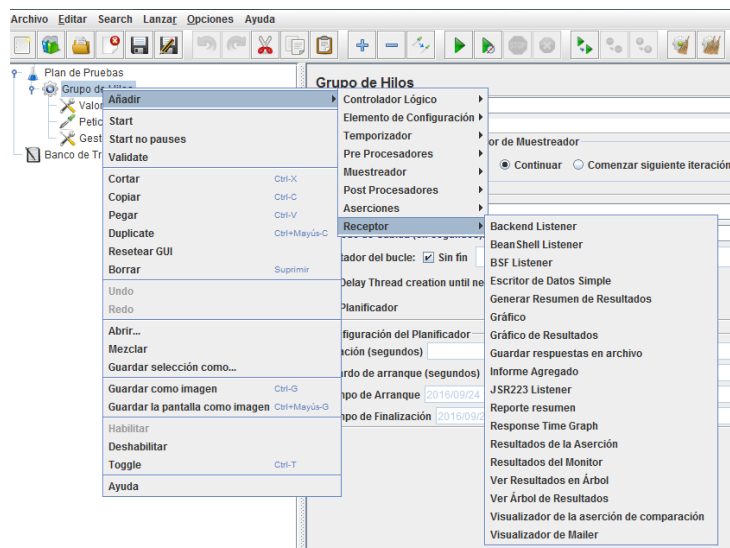 Archivo Editar Search Lanzar Opciones Ayuda
Plan de Pruebas
Grupo de Hilos
Valor
Petic
Gest
Banco de Tr
Grupo de Hilos
or de Muestreador
Continuar Comenzar siguiente iteración
Añadir
Start
Start no pauses
Validate
Cortar Ctrl-X
Copiar Ctrl-C
Pegar Ctrl-V
Duplicate Ctrl+Mayús-C
Resetear GUI
Borrar Suprimir
Undo
Redo
Abrir...
Mezclar
Guardar selección como...
Guardar como imagen Ctrl-G
Guardar la pantalla como imagen Ctrl+Mayús-G
Habilitar
Deshabilitar
Toggle Ctrl-T
Ayuda
Controlador Lógico
Elemento de Configuración
Temporizador
Pre Procesadores
Muestreador
Post Procesadores
Aserciones
Receptor
tador del bucle: Sin fin
Delay Thread creation until ne
Planificador
figuración del Planificador
ación (segundos)
rdo de arranque (segundos)
npo de Arranque 2016/09/24
npo de Finalización 2016/09/2
Backend Listener
BeanShell Listener
BSF Listener
Escritor de Datos Simple
Generar Resumen de Resultados
Gráfico
Gráfico de Resultados
Guardar respuestas en archivo
Informe Agregado
JSR223 Listener
Reporte resumen
Response Time Graph
Resultados de la Aserción
Resultados del Monitor
Ver Resultados en Árbol
Ver Árbol de Resultados
Visualizador de la aserción de comparación
Visualizador de Mailer